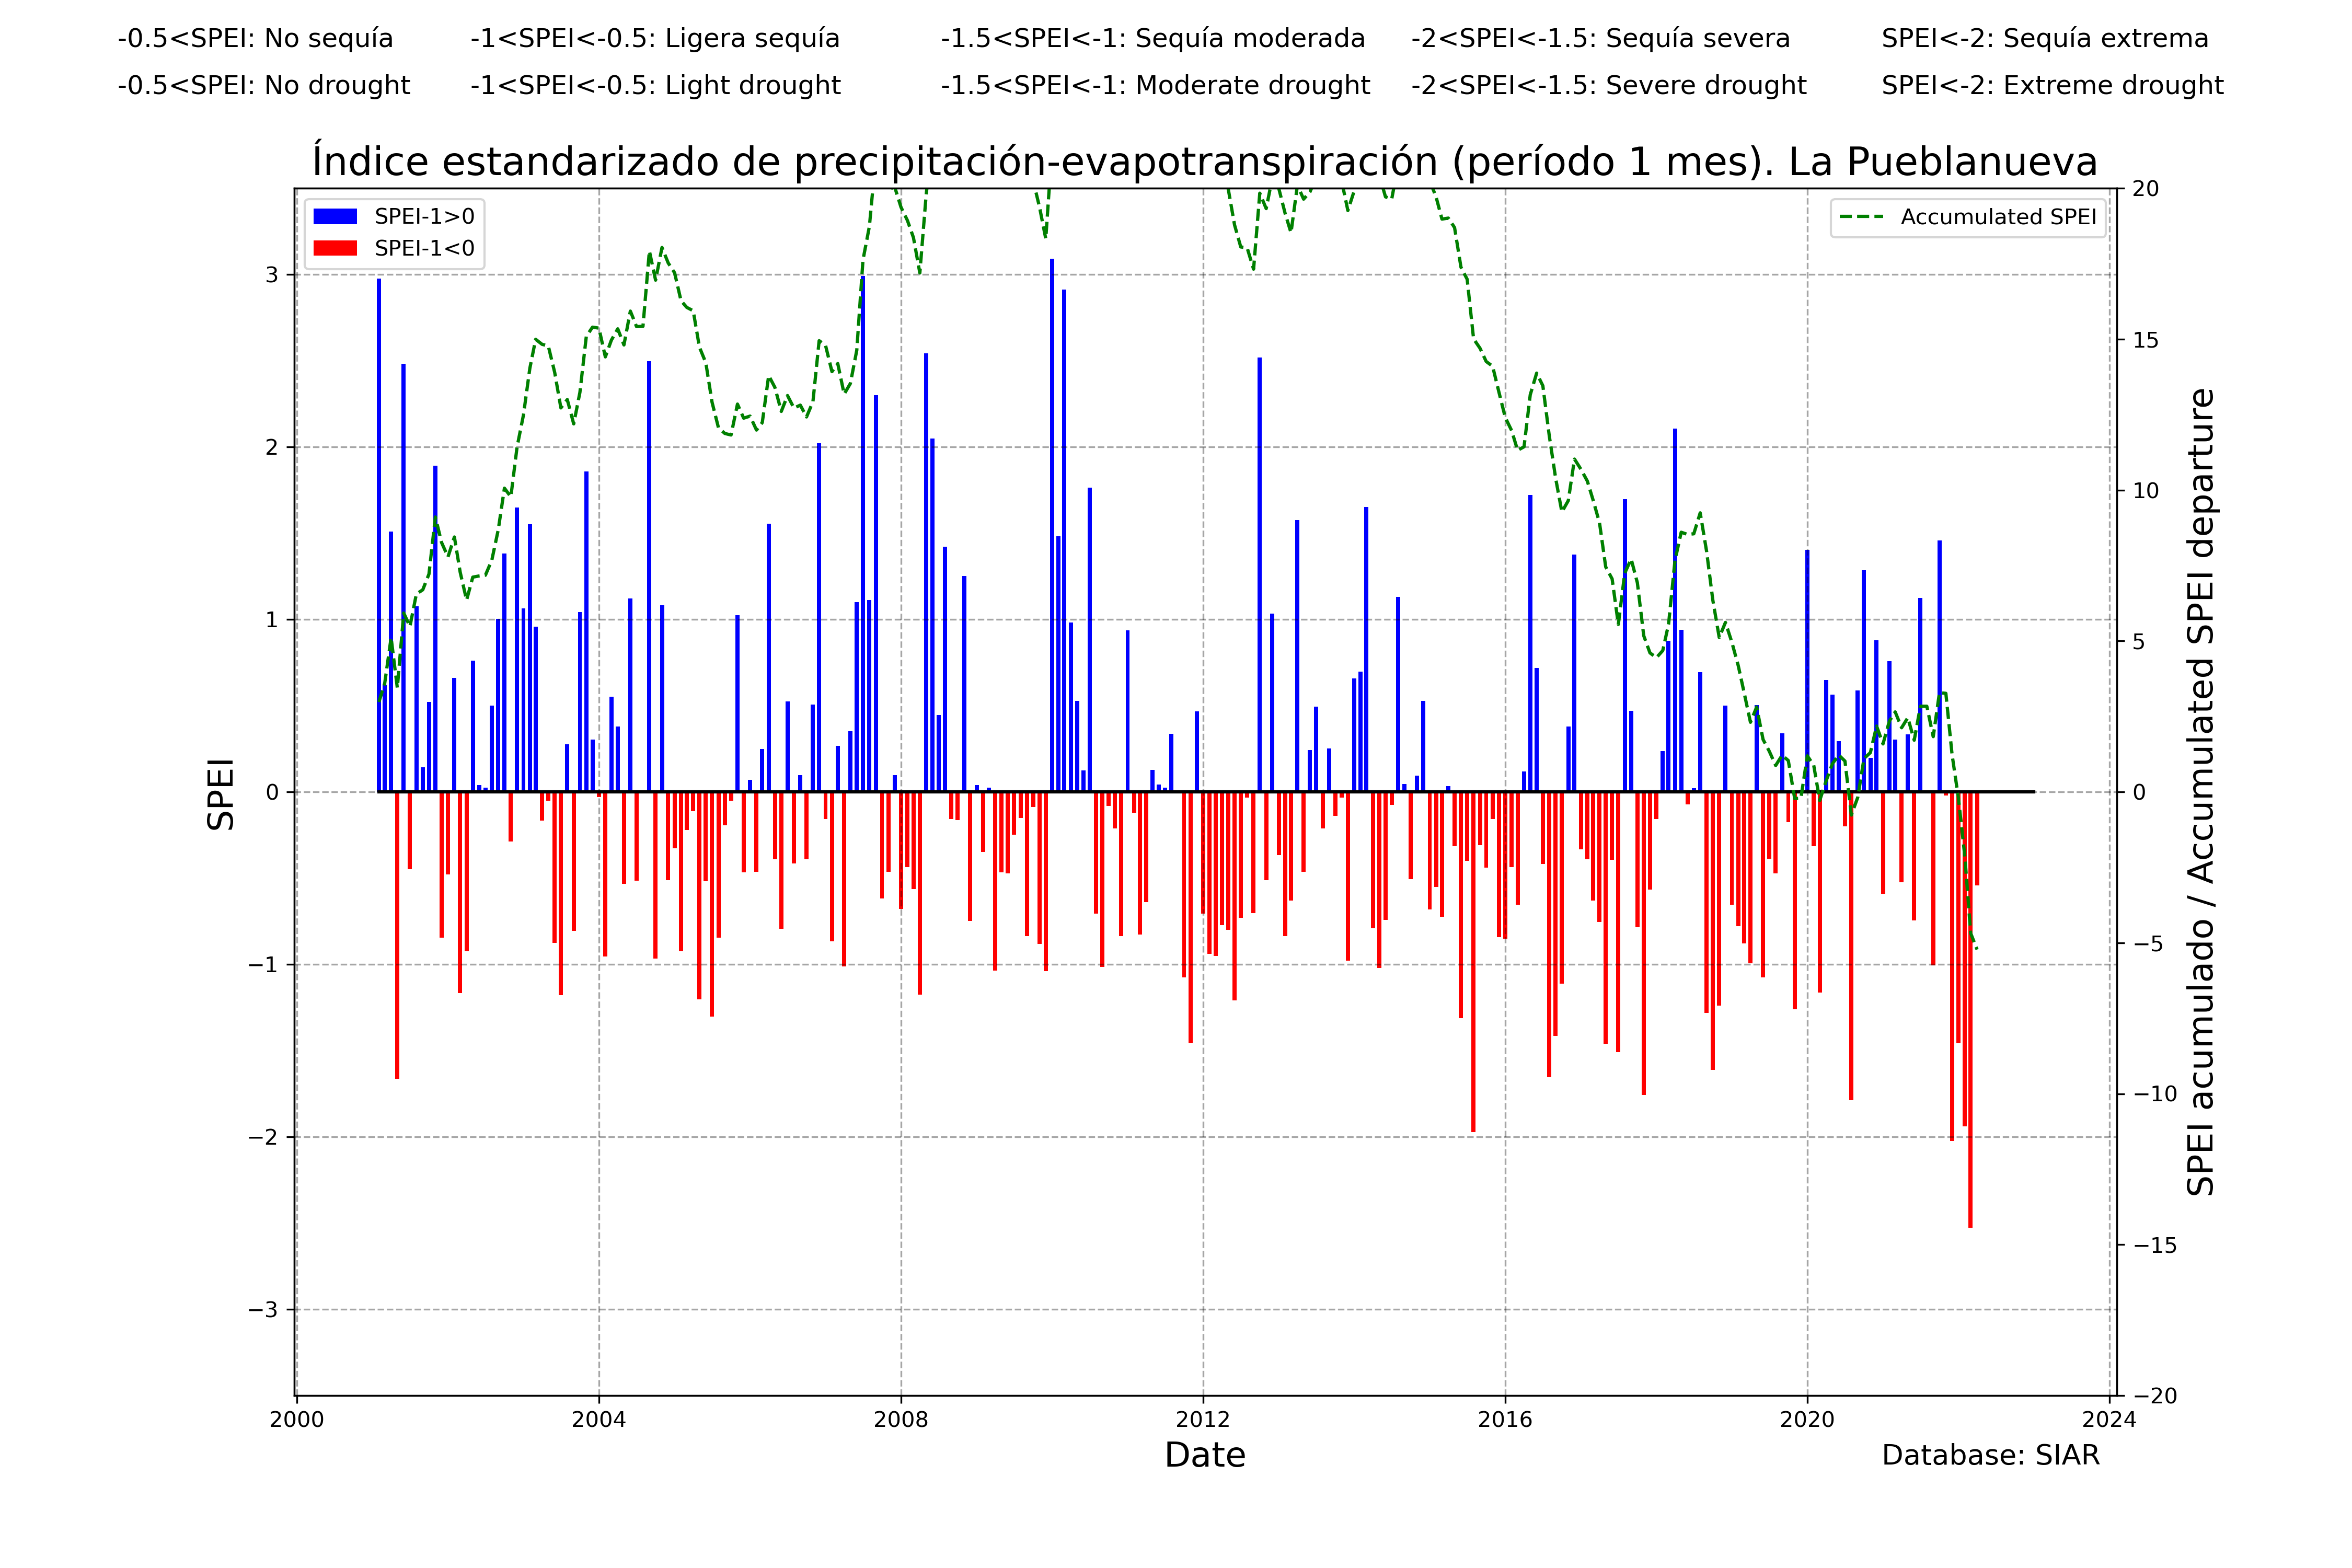 -0.5<SPEI: No sequía -1<SPEI<-0.5: Ligera sequía -1.5<SPEI<-1: Sequía moderada -2<SPEI<-1.5: Sequía severa SPEI<-2: Sequía extrema
-0.5<SPEI: No drought -1<SPEI<-0.5: Light drought -1.5<SPEI<-1: Moderate drought -2<SPEI<-1.5: Severe drought SPEI<-2: Extreme drought
Índice estandarizado de precipitación-evapotranspiración (período 1 mes). La Pueblanueva
SPEI-1>0
SPEI-1<0
Accumulated SPEI
SPEI
3
2
1
0
−1
−2
−3
20
15
10
5
0
−5
−10
−15
−20
SPEI acumulado / Accumulated SPEI departure
2000 2004 2008 2012 2016 2020 2024
Date
Database: SIAR